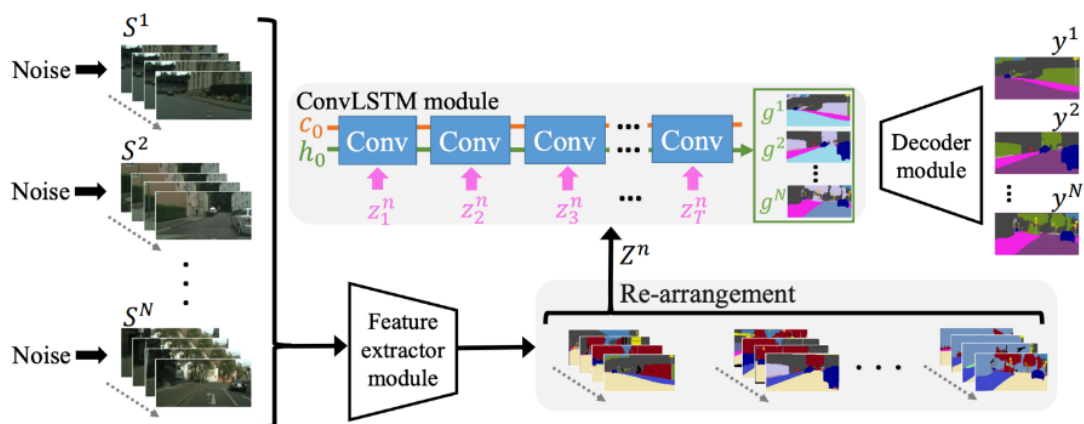 S¹
Noise
S²
Noise
Sᴺ
Noise
Feature
extractor
module
ConvLSTM module
c₀
h₀
Conv Conv Conv ... Conv
z₁ⁿ z₂ⁿ z₃ⁿ ... z_Tⁿ
g¹
g²
gᴺ
Zⁿ
Re-arrangement
Decoder
module
y¹
y²
yᴺ